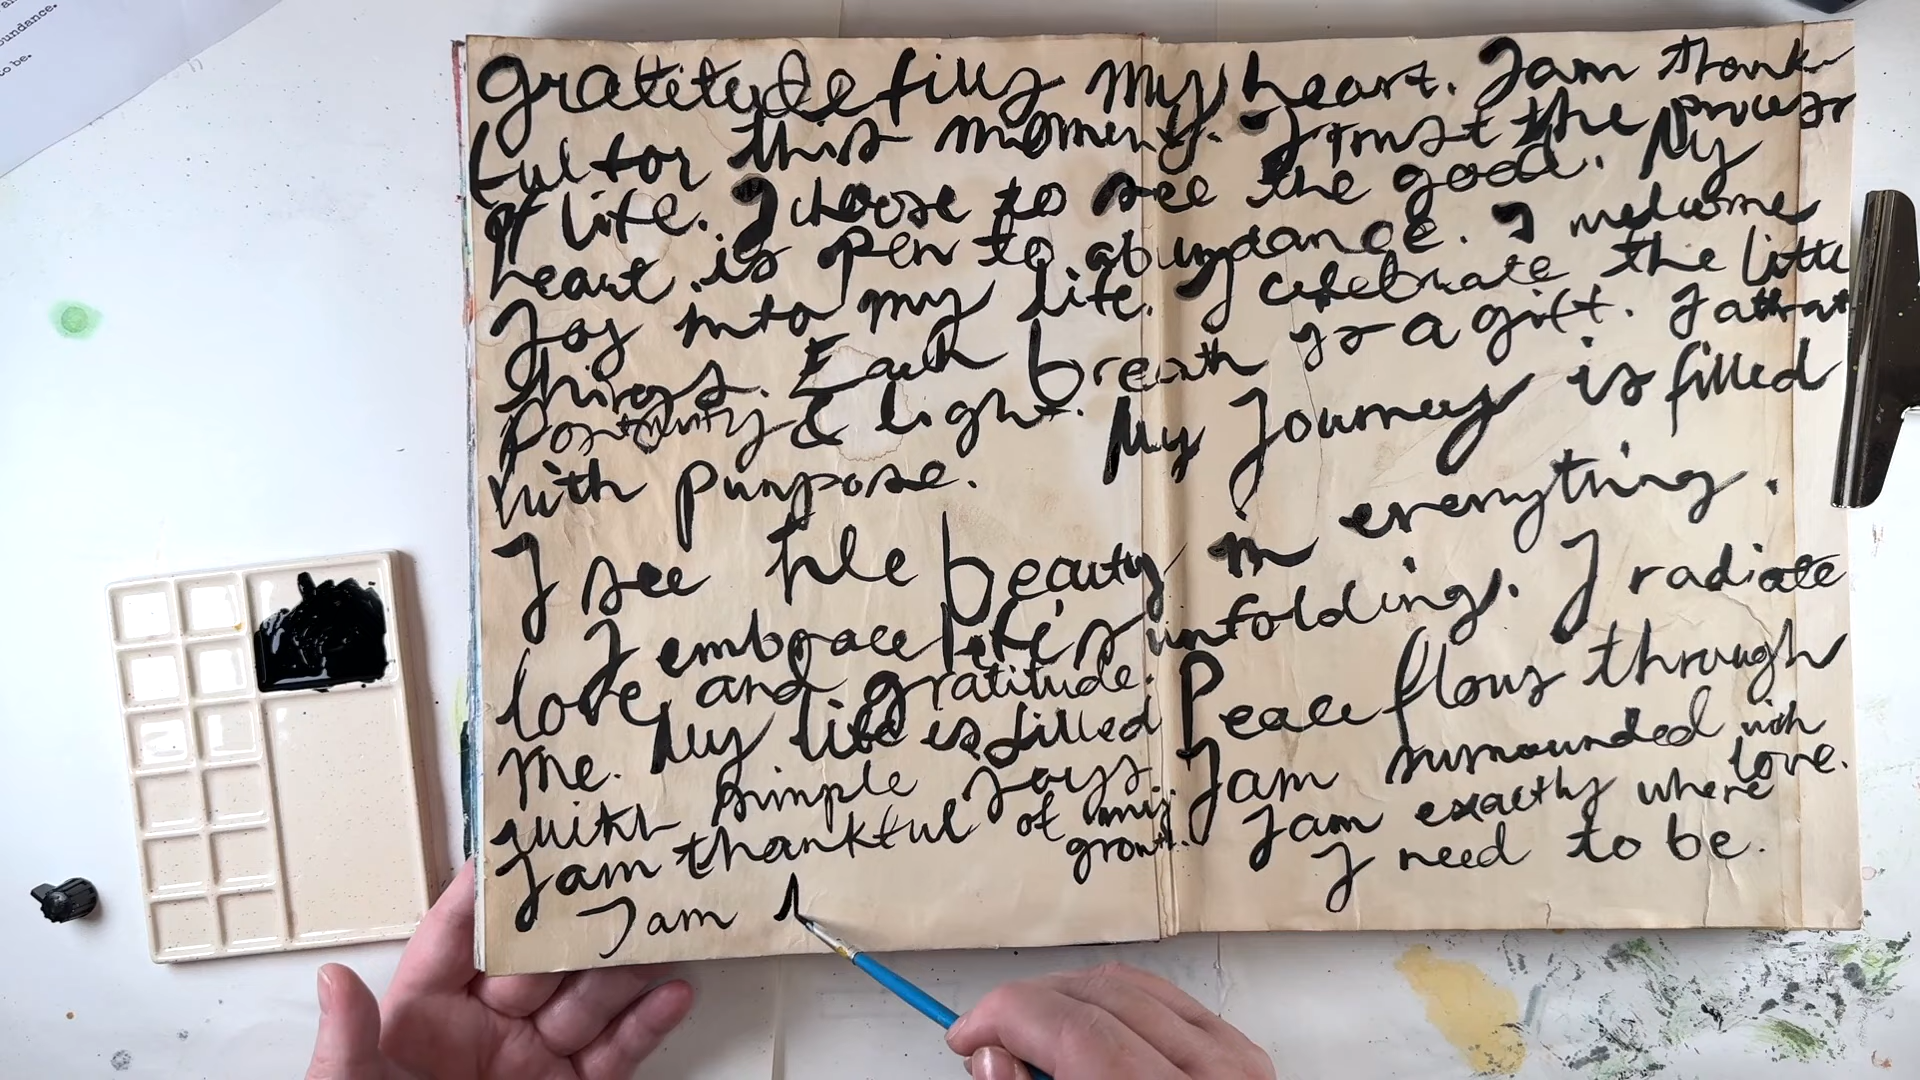 undance.
to be.
gratitude fills my heart. I am thank
ful for this moment. I trust the process
of life. I choose to see the good. My
heart is open to abundance. I welcome
Joy into my life. I celebrate the little
things. Each breath is a gift. I attract
Positivity & light. My Journey is filled
with purpose.
I see the beauty in everything.
I embrace life's unfolding. I radiate
love and gratitude. Peace flows through
me. My life is filled I am surrounded with
with simple Joys love.
I am thankful of my I am exactly where
growth. I need to be.
I am